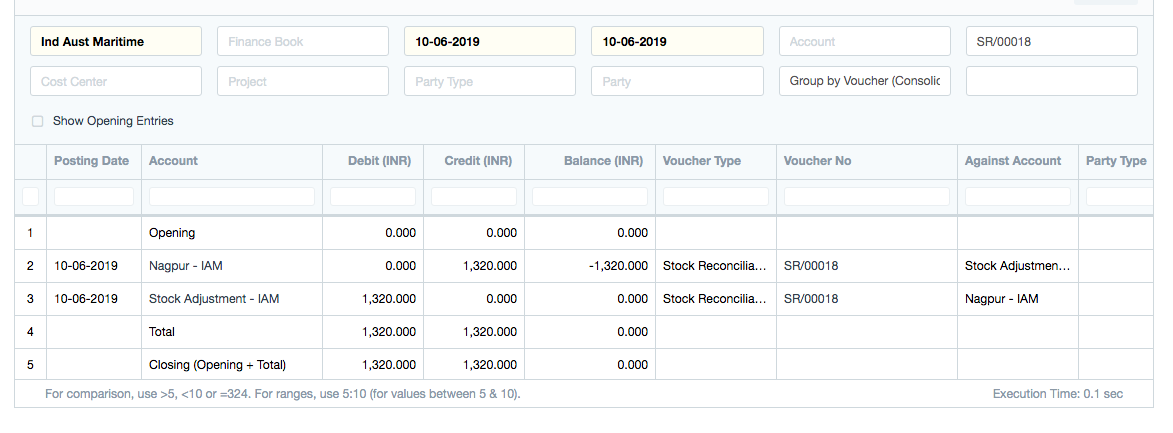 Ind Aust Maritime Finance Book 10-06-2019 10-06-2019 Account SR/00018
Cost Center Project Party Type Party Group by Voucher (Consolic
Show Opening Entries
Posting Date Account Debit (INR) Credit (INR) Balance (INR) Voucher Type Voucher No Against Account Party Type
1 Opening 0.000 0.000 0.000
2 10-06-2019 Nagpur - IAM 0.000 1,320.000 -1,320.000 Stock Reconcilia... SR/00018 Stock Adjustmen...
3 10-06-2019 Stock Adjustment - IAM 1,320.000 0.000 0.000 Stock Reconcilia... SR/00018 Nagpur - IAM
4 Total 1,320.000 1,320.000 0.000
5 Closing (Opening + Total) 1,320.000 1,320.000 0.000
For comparison, use >5, <10 or =324. For ranges, use 5:10 (for values between 5 & 10). Execution Time: 0.1 sec